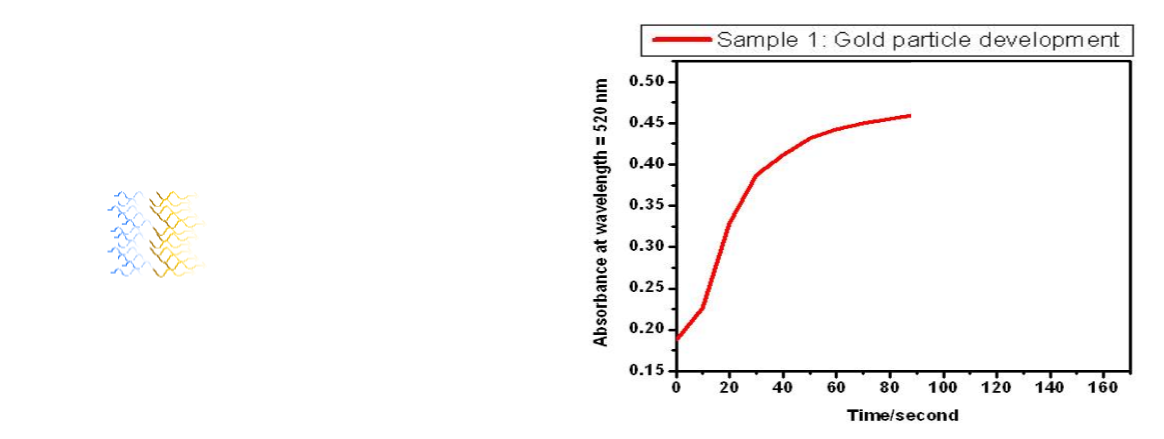 Sample 1: Gold particle development
Absorbance at wavelength = 520 nm
0.50
0.45
0.40
0.35
0.30
0.25
0.20
0.15
0 20 40 60 80 100 120 140 160
Time/second